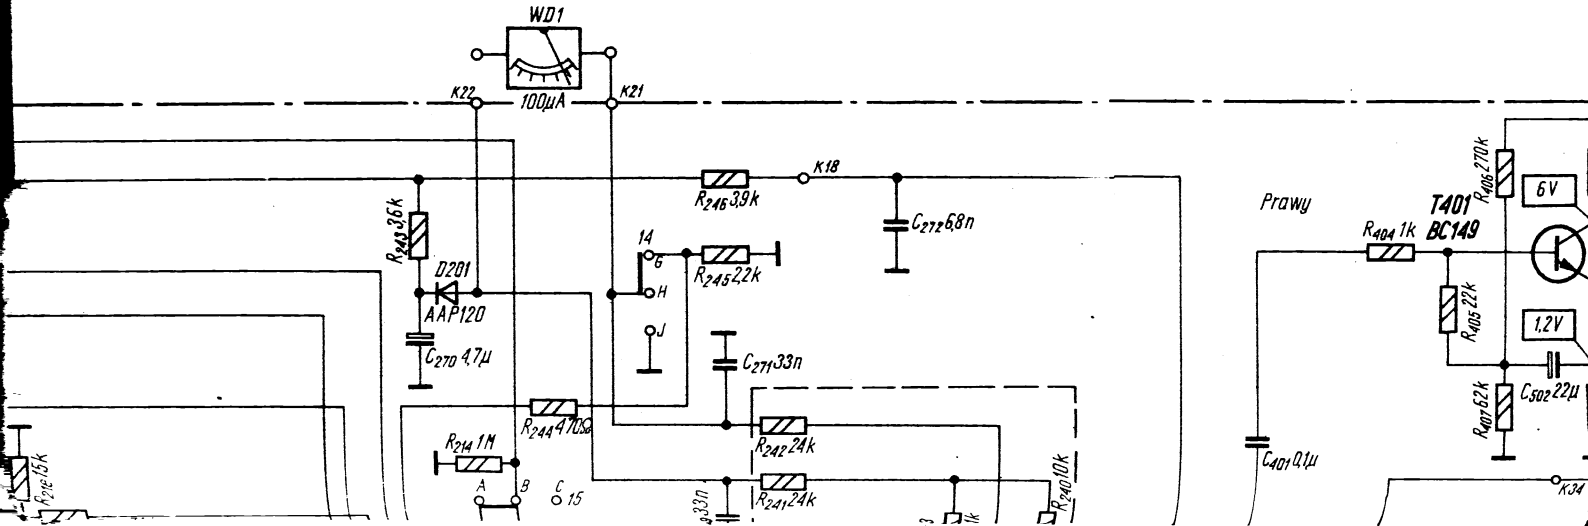 WD1
K22
100µA
K21
R243 3,6k
D201
AAP120
C270 4,7µ
R246 3,9k
K18
C272 6,8n
14
G
H
J
R245 2,2k
C271 33n
R244 470Ω
R214 1M
A
B
C
15
R242 24k
R241 24k
R240 10k
33n
Prawy
R404 1k
T401
BC149
R406 270k
6V
R405 22k
1,2V
C502 22µ
R407 62k
C401 0,1µ
K34
15k